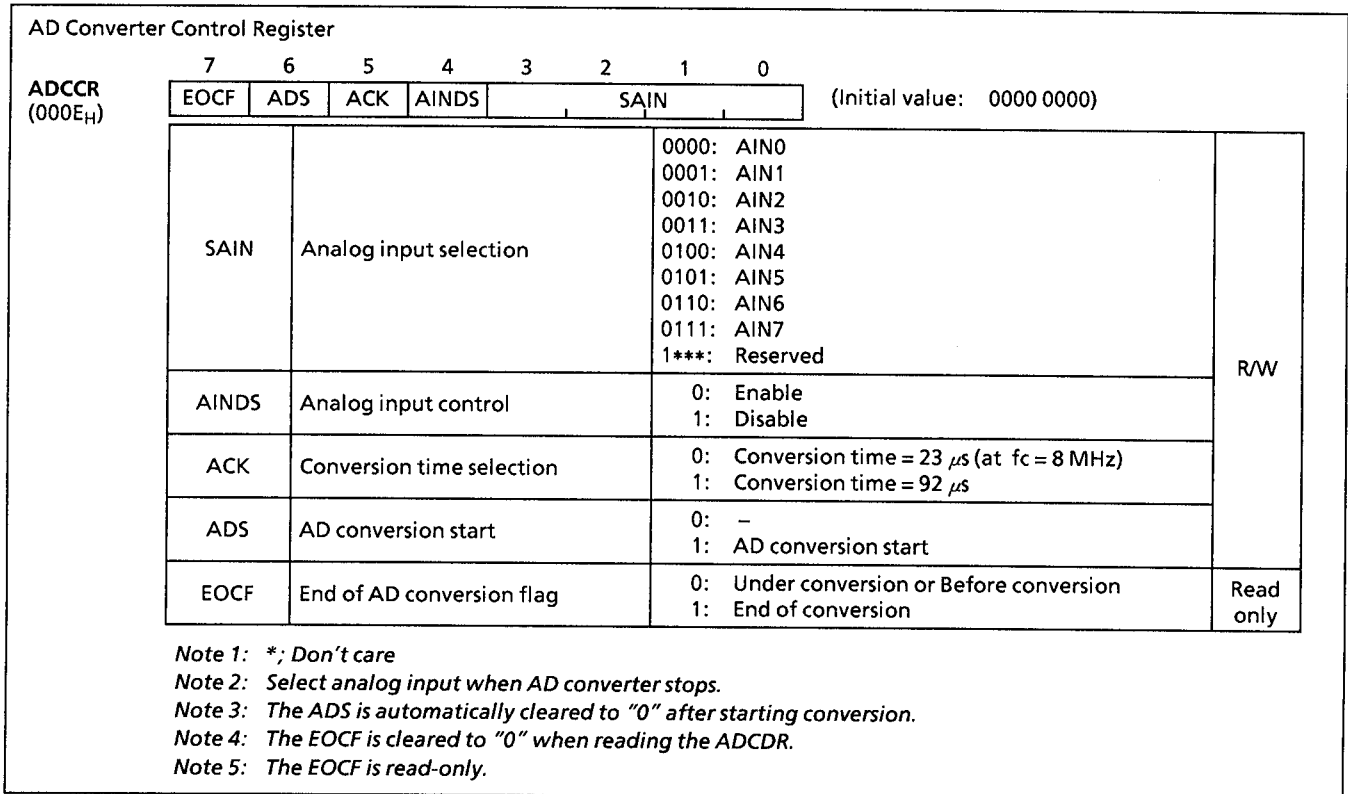 AD Converter Control Register
7 6 5 4 3 2 1 0
ADCCR (000EH)
EOCF ADS ACK AINDS SAIN (Initial value: 0000 0000)
SAIN Analog input selection
0000: AIN0
0001: AIN1
0010: AIN2
0011: AIN3
0100: AIN4
0101: AIN5
0110: AIN6
0111: AIN7
1***: Reserved
R/W
AINDS Analog input control
0: Enable
1: Disable
ACK Conversion time selection
0: Conversion time = 23 μs (at fc = 8 MHz)
1: Conversion time = 92 μs
ADS AD conversion start
0: –
1: AD conversion start
EOCF End of AD conversion flag
0: Under conversion or Before conversion
1: End of conversion
Read only
Note 1: *; Don't care
Note 2: Select analog input when AD converter stops.
Note 3: The ADS is automatically cleared to "0" after starting conversion.
Note 4: The EOCF is cleared to "0" when reading the ADCDR.
Note 5: The EOCF is read-only.